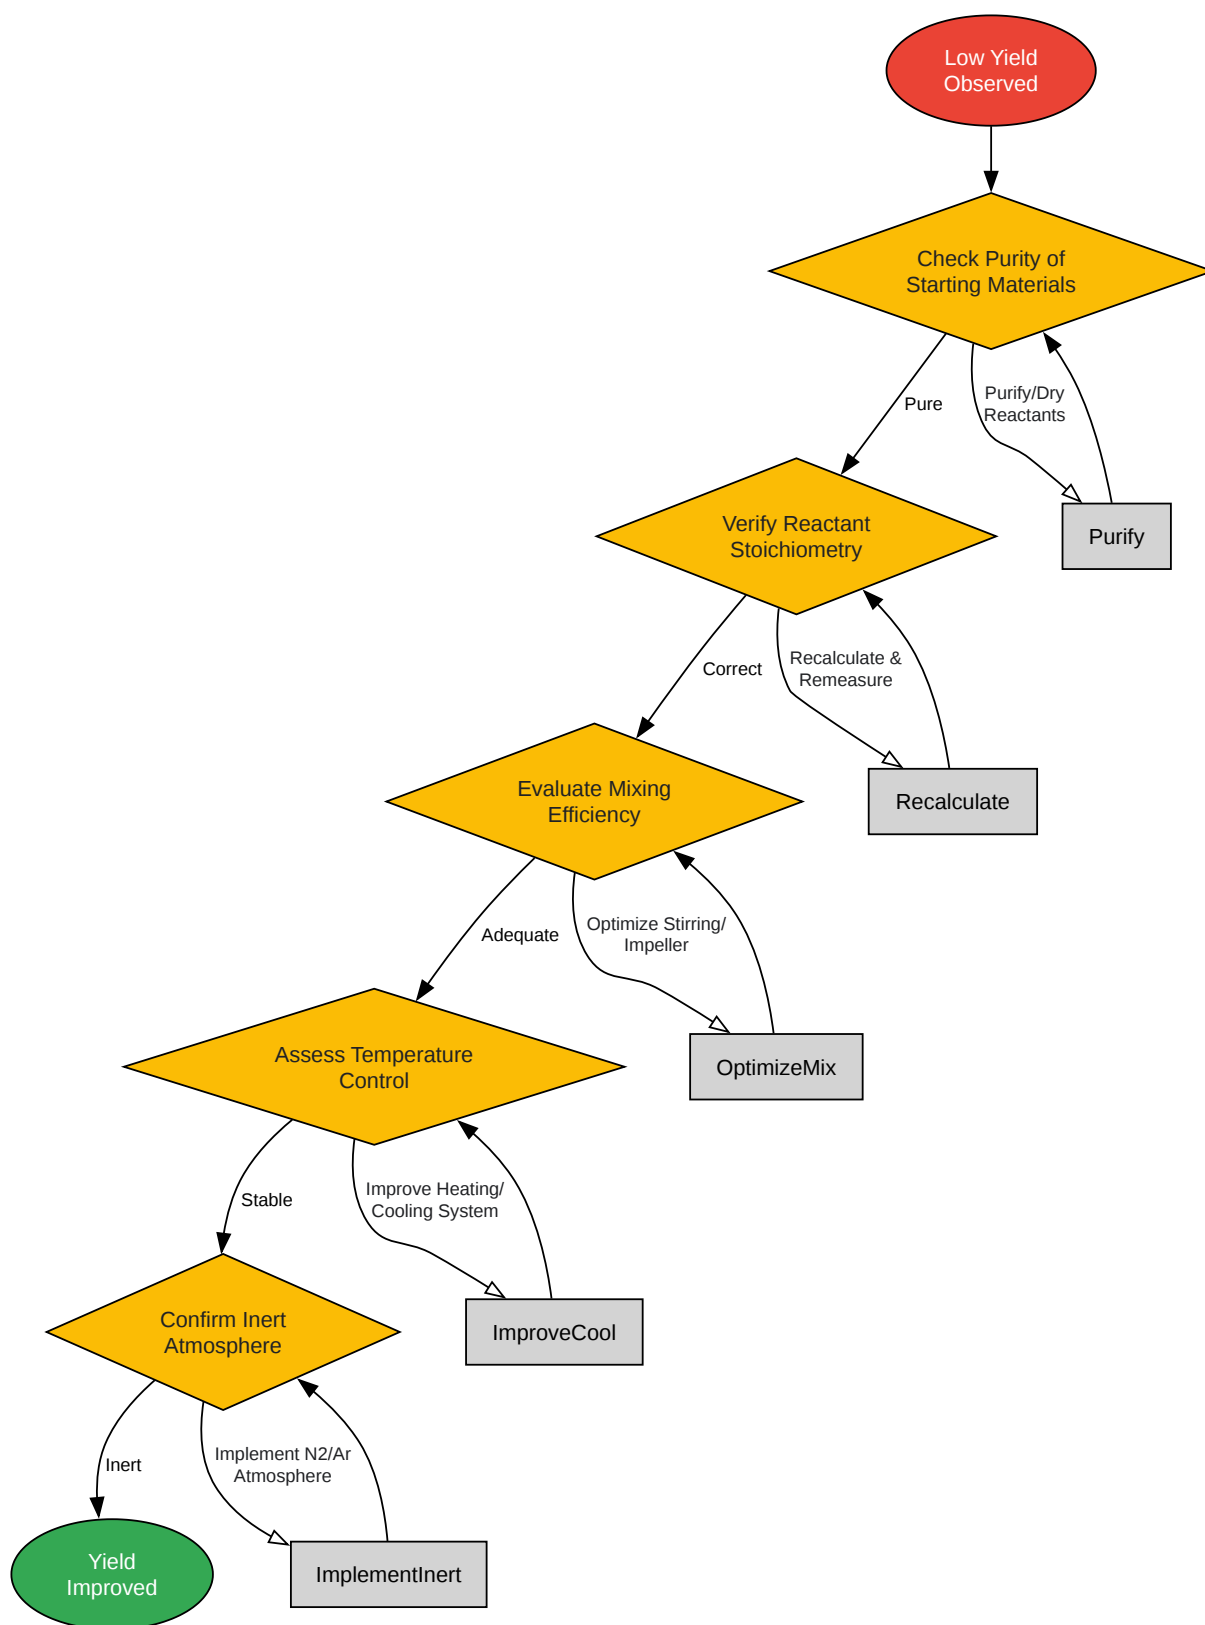 Low Yield
Observed
Check Purity of
Starting Materials
Pure
Purify/Dry
Reactants
Purify
Verify Reactant
Stoichiometry
Correct
Recalculate &
Remeasure
Recalculate
Evaluate Mixing
Efficiency
Adequate
Optimize Stirring/
Impeller
OptimizeMix
Assess Temperature
Control
Stable
Improve Heating/
Cooling System
ImproveCool
Confirm Inert
Atmosphere
Inert
Implement N2/Ar
Atmosphere
ImplementInert
Yield
Improved